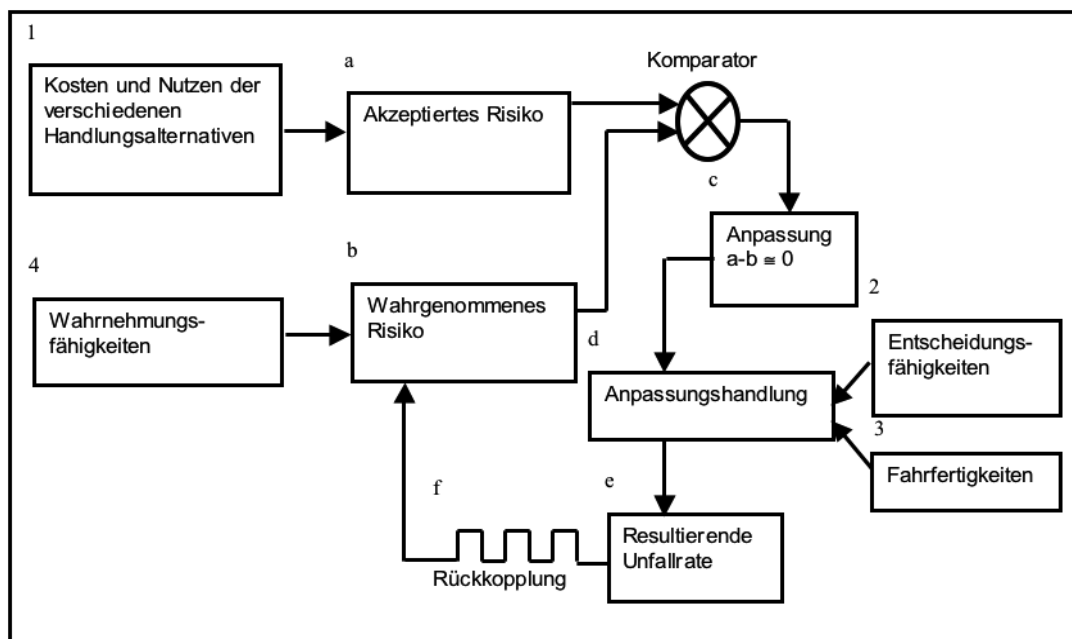 1
Kosten und Nutzen der
verschiedenen
Handlungsalternativen
a
Akzeptiertes Risiko
Komparator
c
Anpassung
a-b ≅ 0
2
4
Wahrnehmungs-
fähigkeiten
b
Wahrgenommenes
Risiko
d
Anpassungshandlung
Entscheidungs-
fähigkeiten
3
Fahrfertigkeiten
e
Resultierende
Unfallrate
f
Rückkopplung